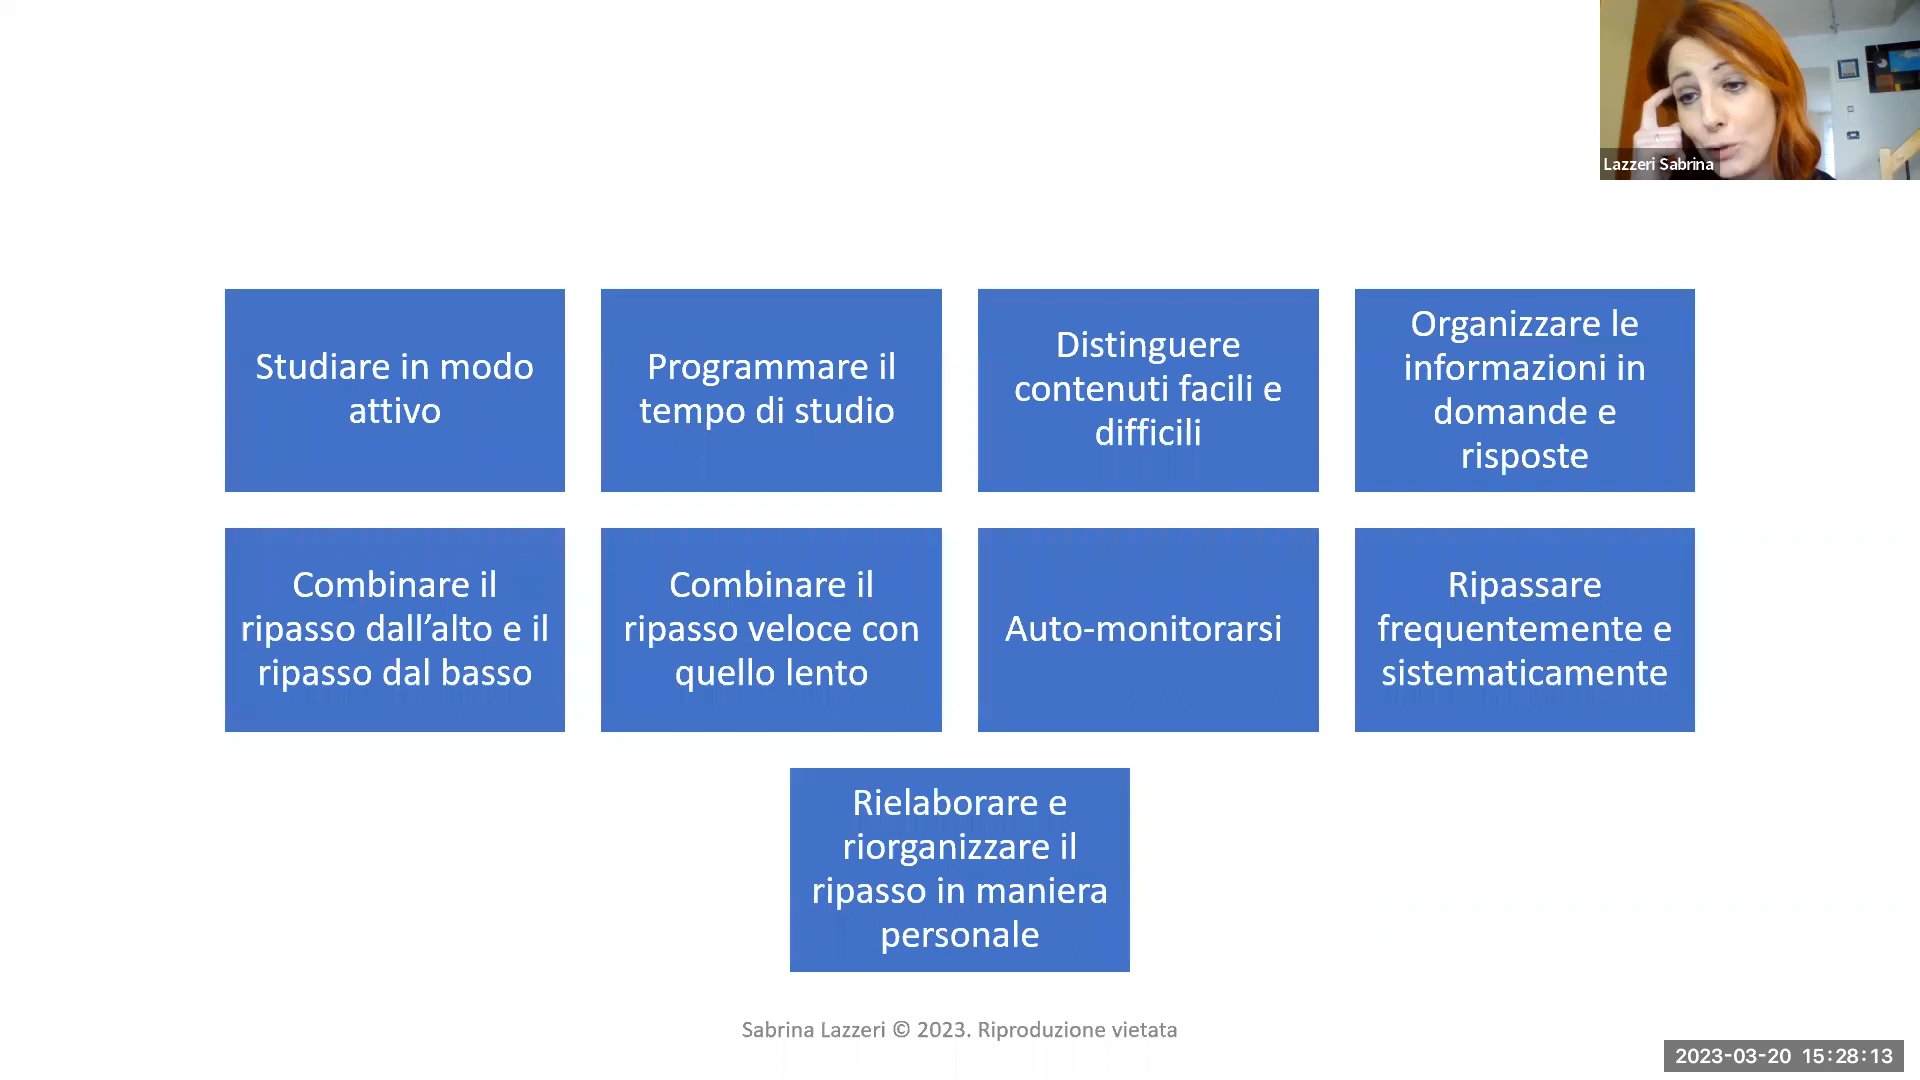 Lazzeri Sabrina
Studiare in modo
attivo
Programmare il
tempo di studio
Distinguere
contenuti facili e
difficili
Organizzare le
informazioni in
domande e
risposte
Combinare il
ripasso dall’alto e il
ripasso dal basso
Combinare il
ripasso veloce con
quello lento
Auto-monitorarsi
Ripassare
frequentemente e
sistematicamente
Rielaborare e
riorganizzare il
ripasso in maniera
personale
Sabrina Lazzeri © 2023. Riproduzione vietata
2023-03-20 15:28:13